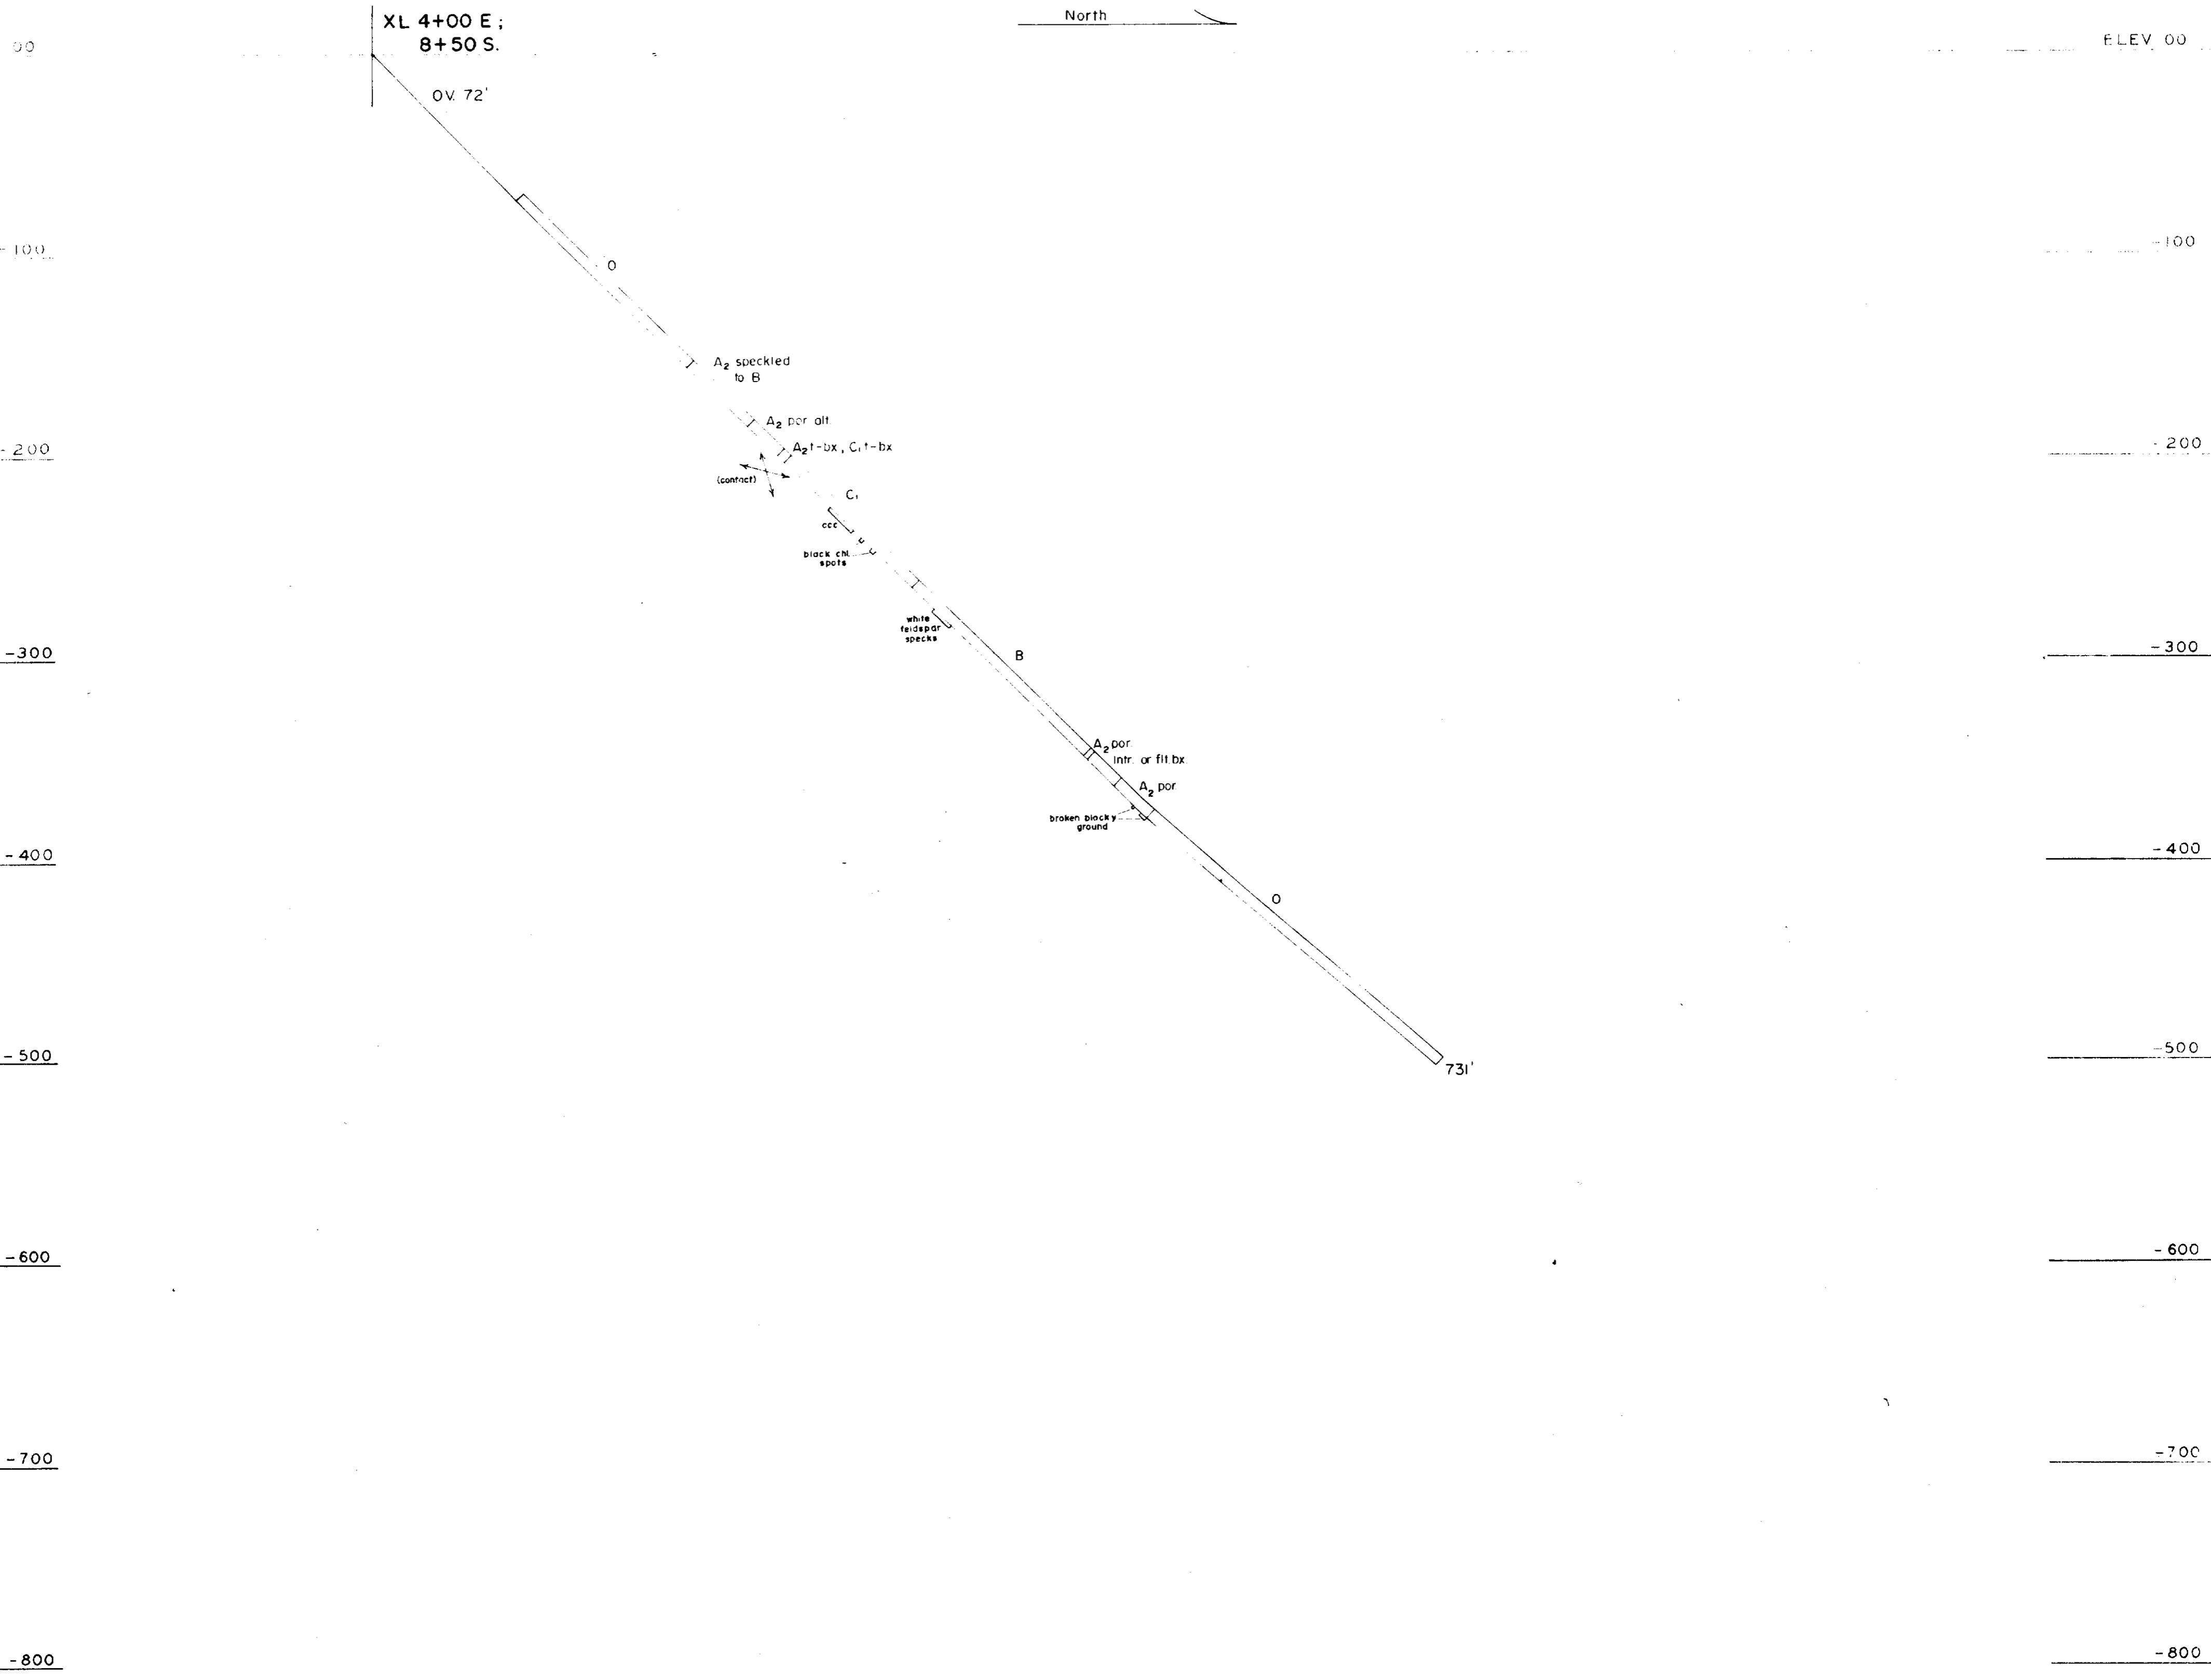 XL 4+00 E;
8+50 S.
North
00
ELEV. 00
OV. 72'
-100
-100
O
A2 speckled
to B
A2 por alt.
A2 t-bx, C1 t-bx
-200
-200
(contact)
C1
ccc
black chl.
spots
white
feldspar
specks
-300
-300
B
A2 por.
Intr. or flt. bx.
A2 por.
broken blocky
ground
-400
-400
O
-500
-500
731'
-600
-600
-700
-700
-800
-800